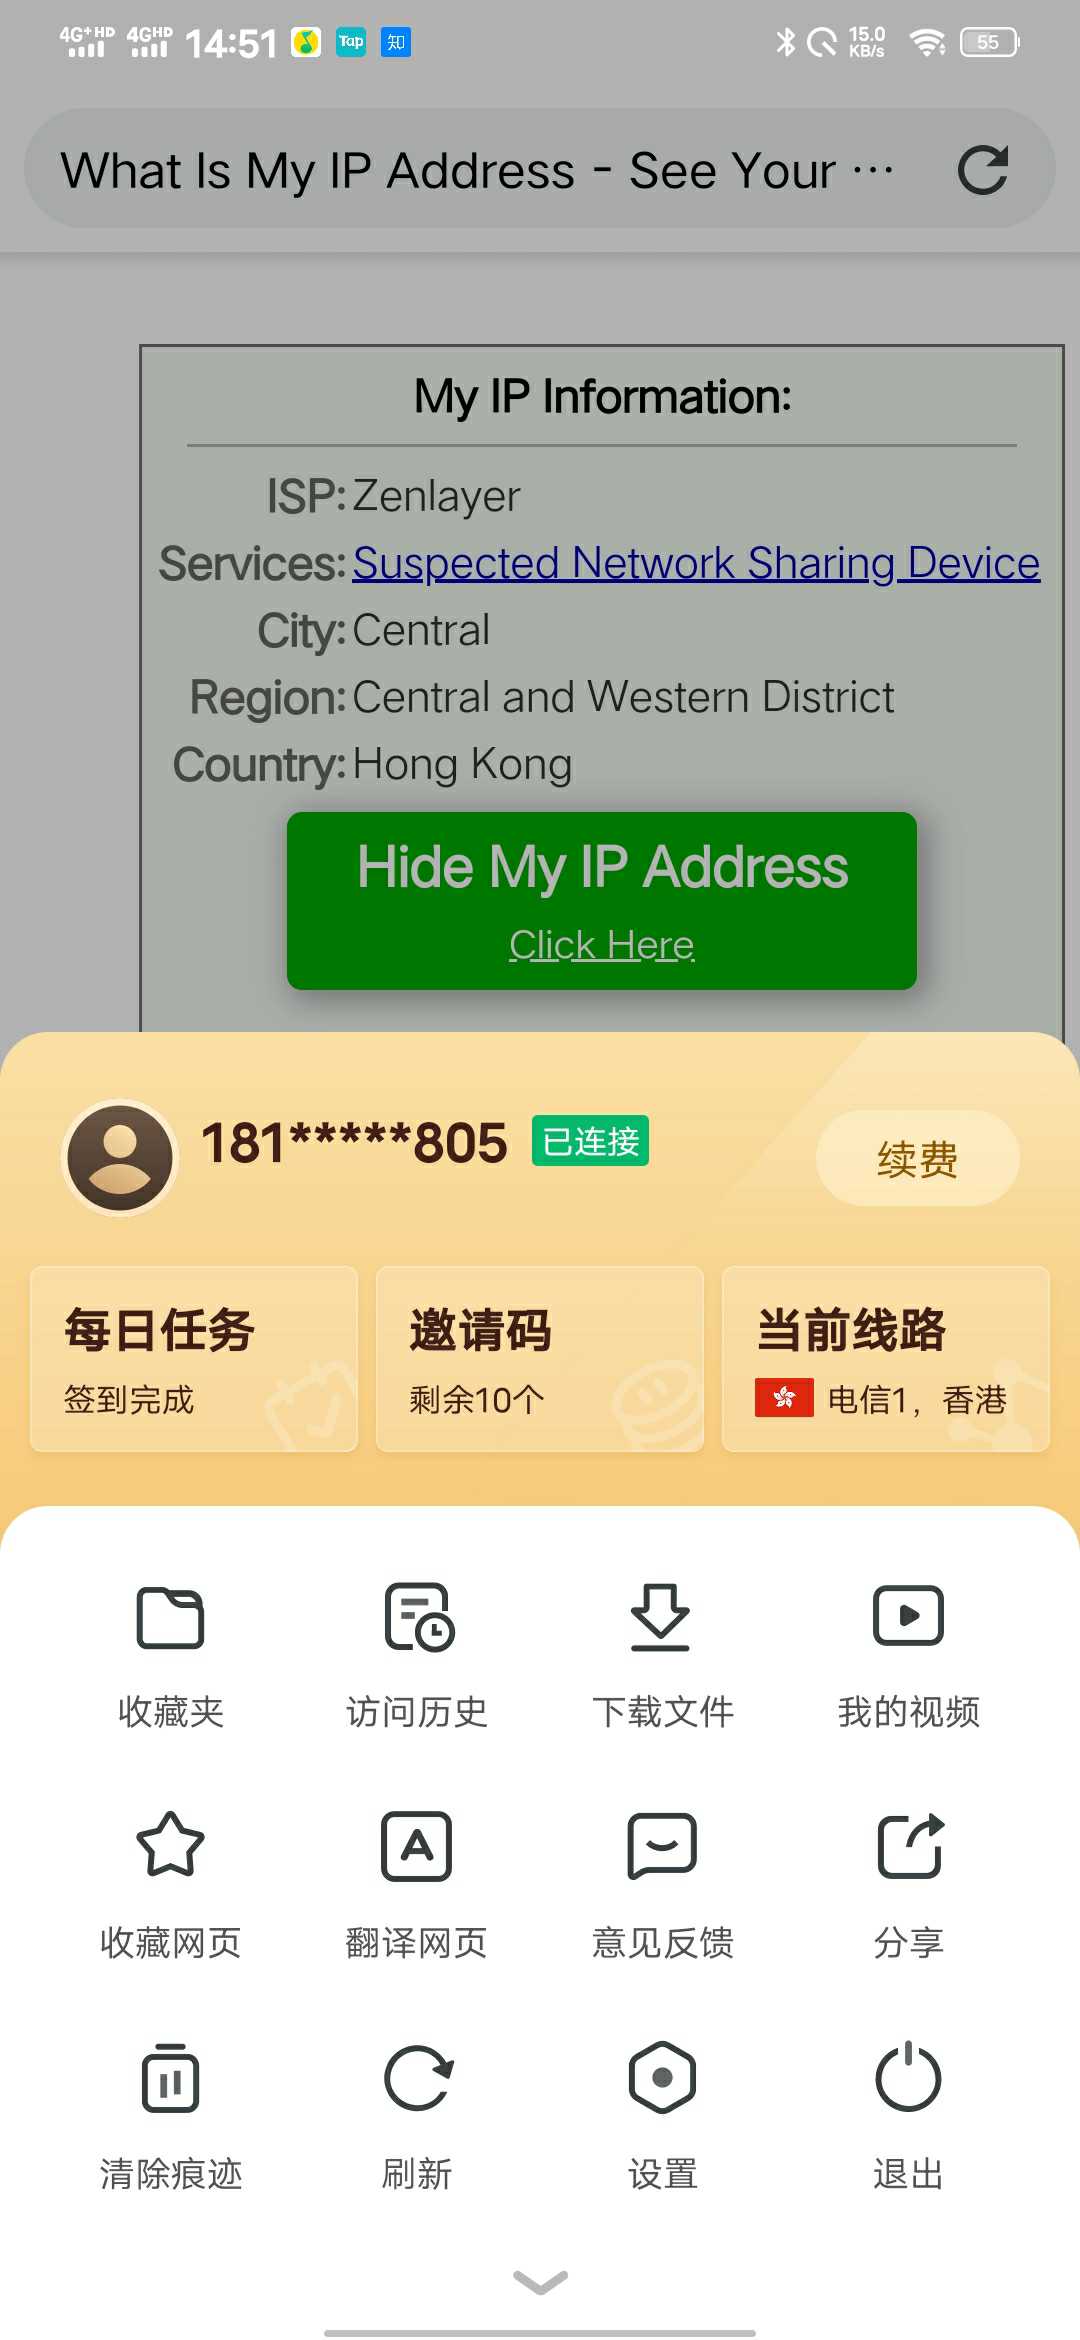 4G+HD 4GHD 14:51 Tap 知 15.0 KB/s 55
What Is My IP Address - See Your ···
My IP Information:
ISP: Zenlayer
Services: Suspected Network Sharing Device
City: Central
Region: Central and Western District
Country: Hong Kong
Hide My IP Address
Click Here
181*****805 已连接 续费
每日任务 邀请码 当前线路
签到完成 剩余10个 电信1，香港
收藏夹 访问历史 下载文件 我的视频
收藏网页 翻译网页 意见反馈 分享
清除痕迹 刷新 设置 退出